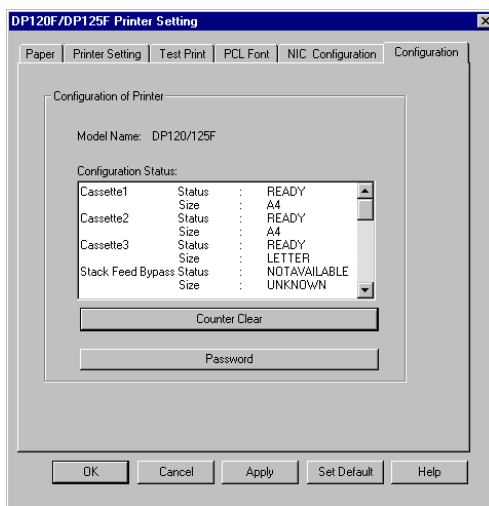 DP120F/DP125F Printer Setting
Paper Printer Setting Test Print PCL Font NIC Configuration Configuration
Configuration of Printer
Model Name: DP120/125F
Configuration Status:
Cassette1 Status : READY
Size : A4
Cassette2 Status : READY
Size : A4
Cassette3 Status : READY
Size : LETTER
Stack Feed Bypass Status : NOTAVAILABLE
Size : UNKNOWN
Counter Clear
Password
OK Cancel Apply Set Default Help